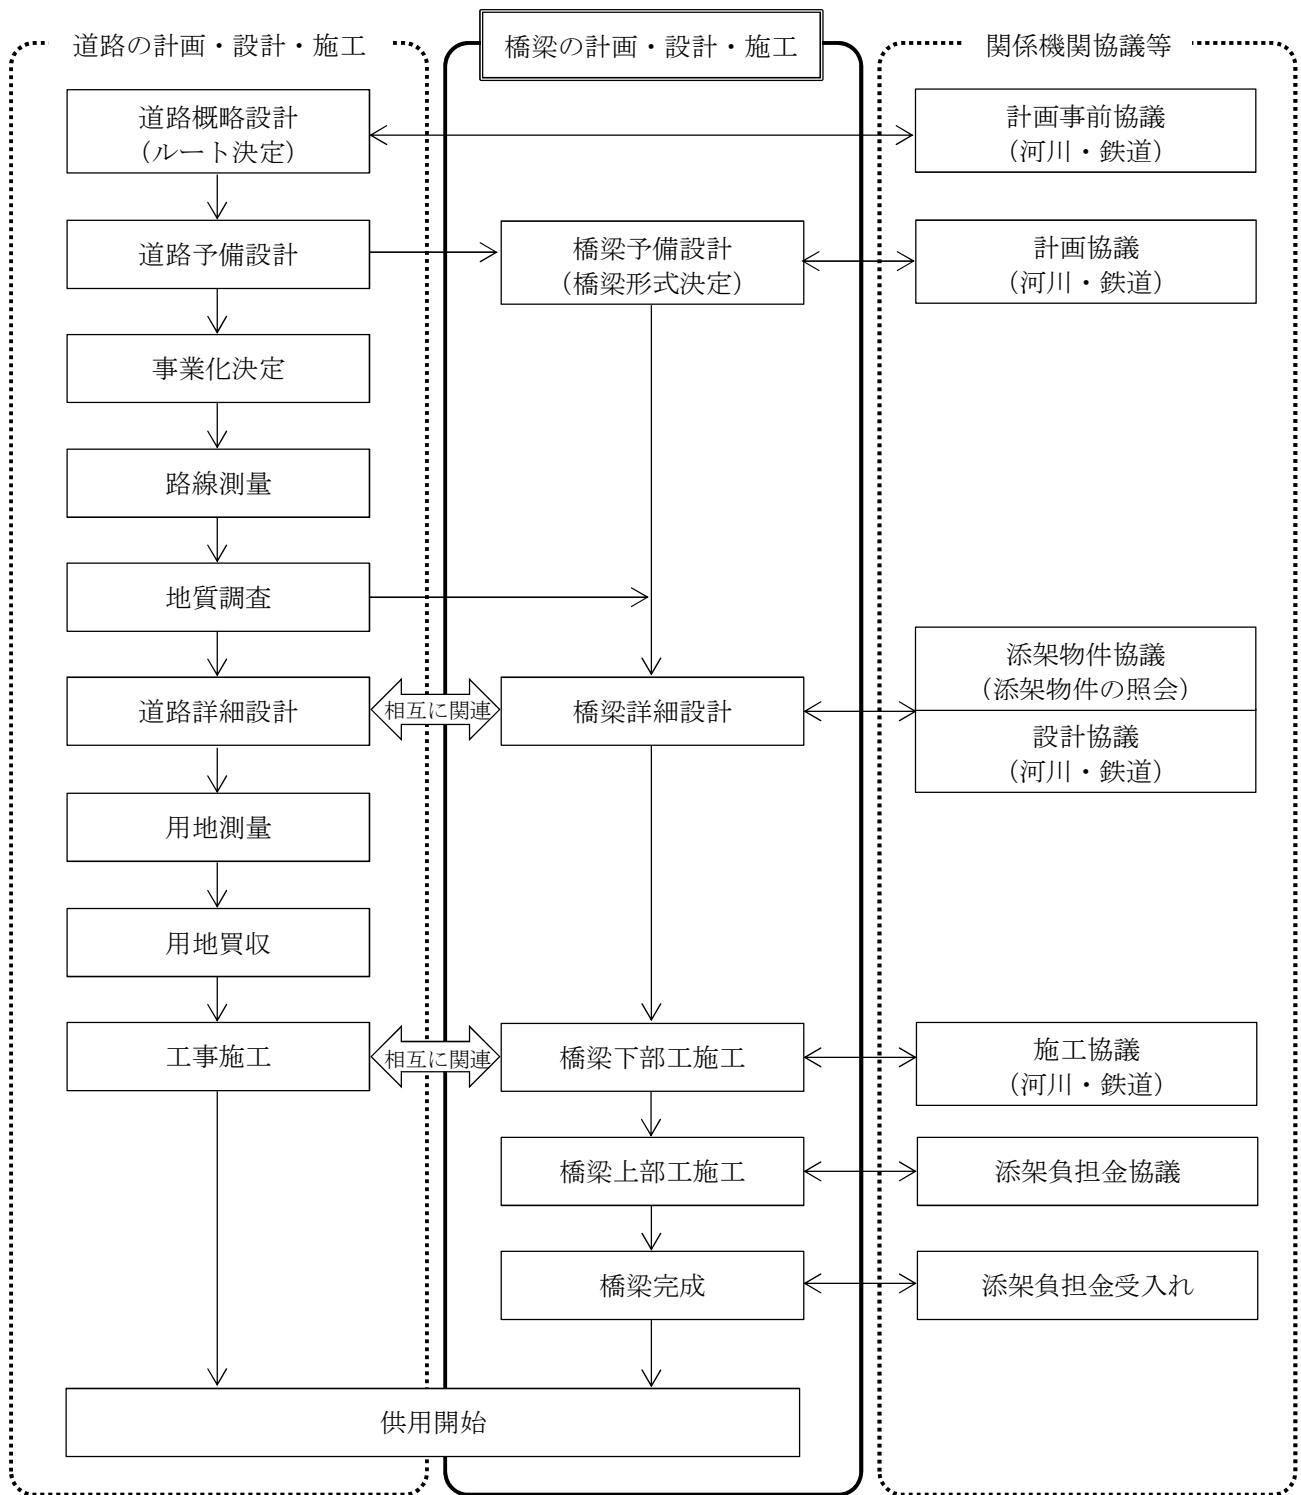 道路の計画・設計・施工
橋梁の計画・設計・施工
関係機関協議等
道路概略設計
（ルート決定）
計画事前協議
（河川・鉄道）
道路予備設計
橋梁予備設計
（橋梁形式決定）
計画協議
（河川・鉄道）
事業化決定
路線測量
地質調査
添架物件協議
（添架物件の照会）
道路詳細設計
相互に関連
橋梁詳細設計
設計協議
（河川・鉄道）
用地測量
用地買収
工事施工
相互に関連
橋梁下部工施工
施工協議
（河川・鉄道）
橋梁上部工施工
添架負担金協議
橋梁完成
添架負担金受入れ
供用開始